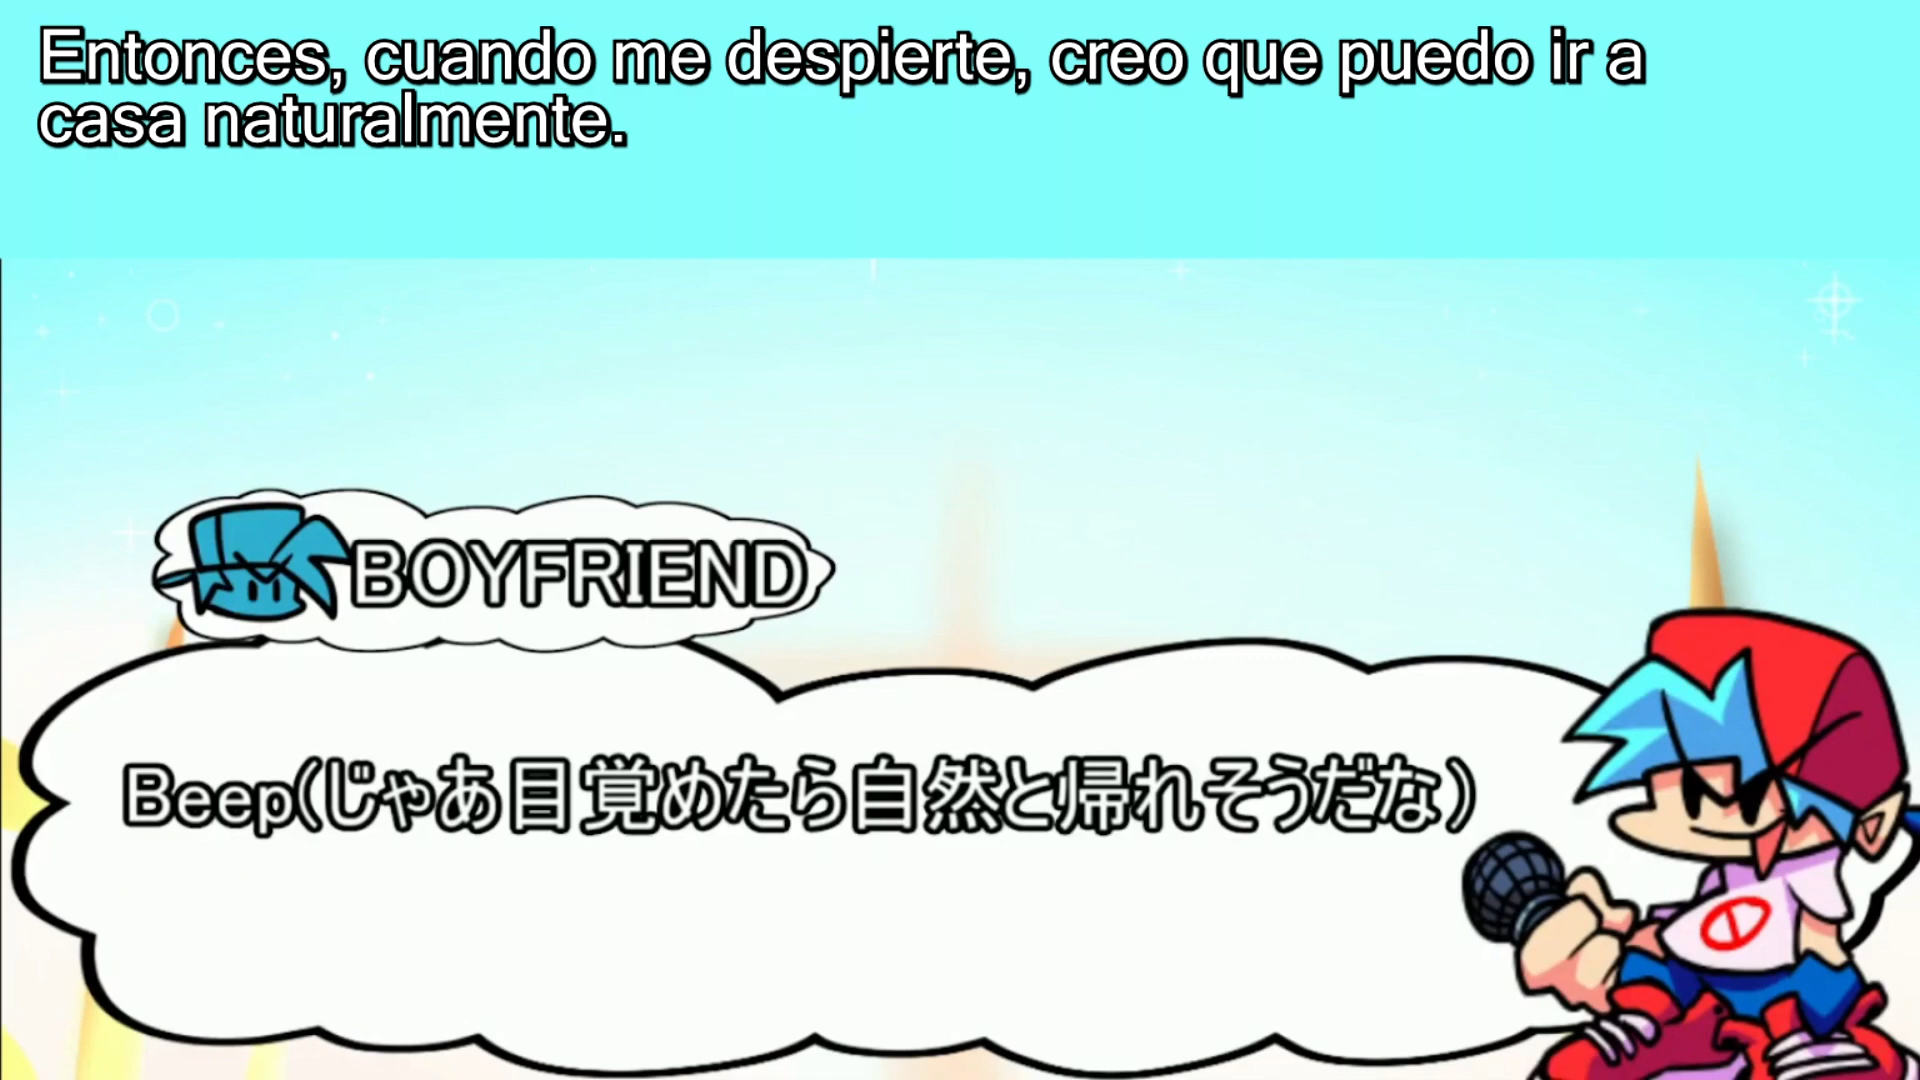 Entonces, cuando me despierte, creo que puedo ir a
casa naturalmente.
BOYFRIEND
Beep(じゃあ目覚めたら自然と帰れそうだな)